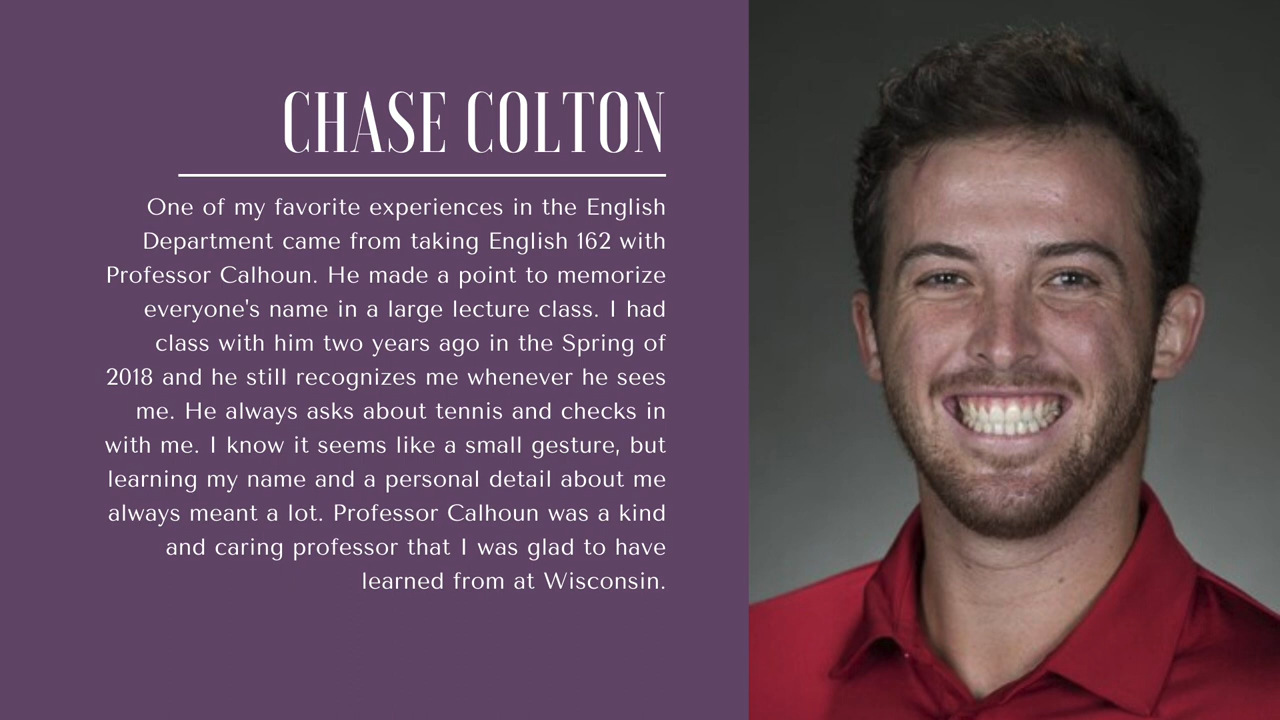 CHASE COLTON
One of my favorite experiences in the English
Department came from taking English 162 with
Professor Calhoun. He made a point to memorize
everyone's name in a large lecture class. I had
class with him two years ago in the Spring of
2018 and he still recognizes me whenever he sees
me. He always asks about tennis and checks in
with me. I know it seems like a small gesture, but
learning my name and a personal detail about me
always meant a lot. Professor Calhoun was a kind
and caring professor that I was glad to have
learned from at Wisconsin.